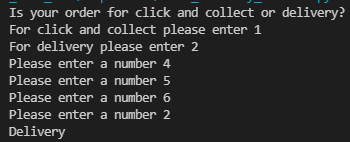 Is your order for click and collect or delivery?
For click and collect please enter 1
For delivery please enter 2
Please enter a number 4
Please enter a number 5
Please enter a number 6
Please enter a number 2
Delivery